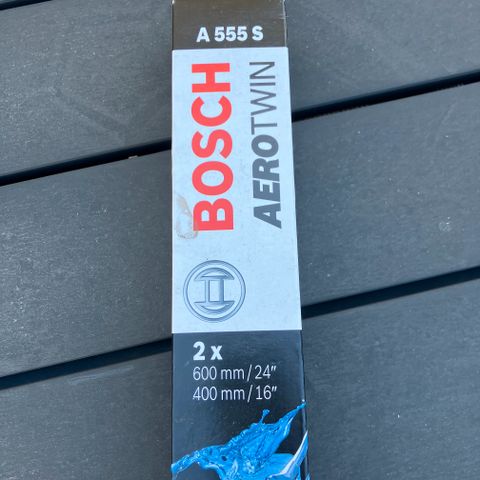 A 555 S
BOSCH
AEROTWIN
2 x
600 mm/24″
400 mm/16″